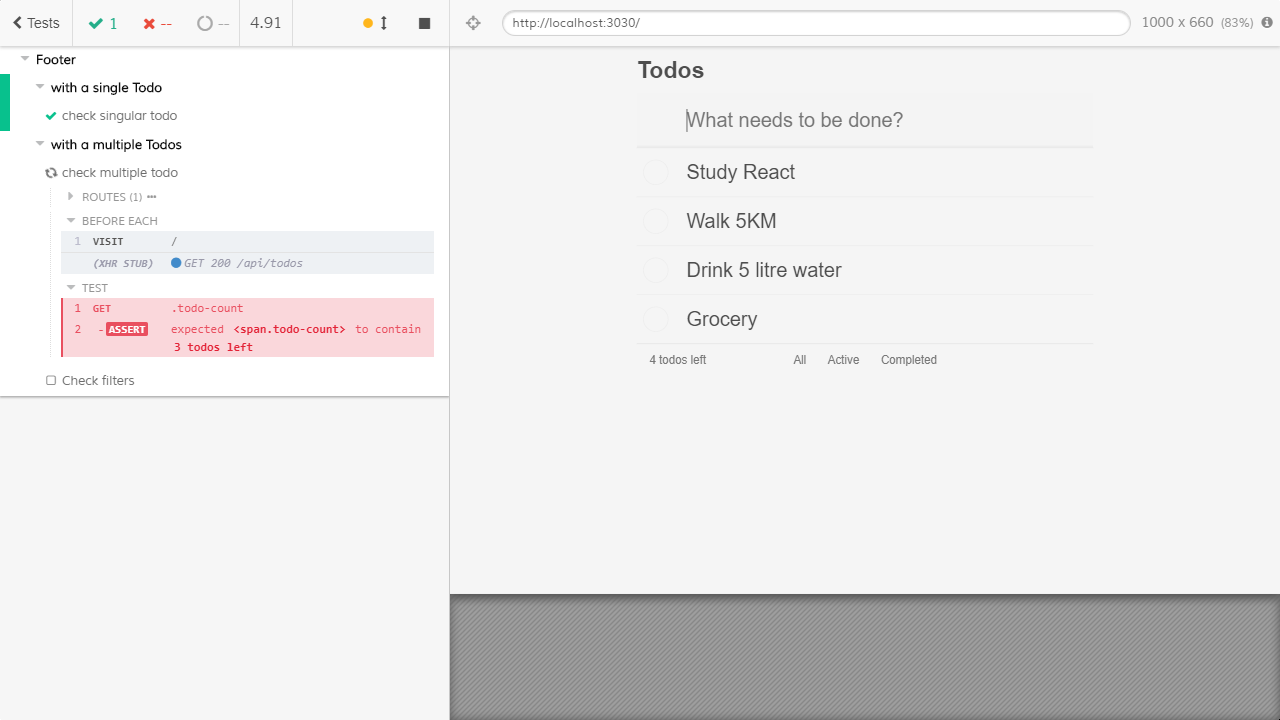 Tests 1 -- -- 4.91
Footer
with a single Todo
check singular todo
with a multiple Todos
check multiple todo
ROUTES (1)
BEFORE EACH
1 VISIT /
(XHR STUB) GET 200 /api/todos
TEST
1 GET .todo-count
2 -ASSERT expected <span.todo-count> to contain
3 todos left
Check filters
http://localhost:3030/ 1000 x 660 (83%)
Todos
What needs to be done?
Study React
Walk 5KM
Drink 5 litre water
Grocery
4 todos left All Active Completed